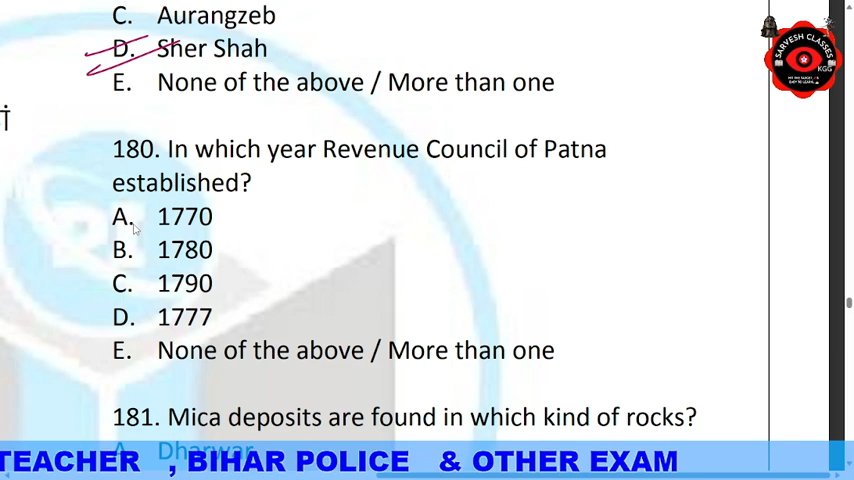 C. Aurangzeb
D. Sher Shah
E. None of the above / More than one
180. In which year Revenue Council of Patna
established?
A. 1770
B. 1780
C. 1790
D. 1777
E. None of the above / More than one
181. Mica deposits are found in which kind of rocks?
A. Dharwar
TEACHER , BIHAR POLICE & OTHER EXAM
SARVESH CLASSES
KGG